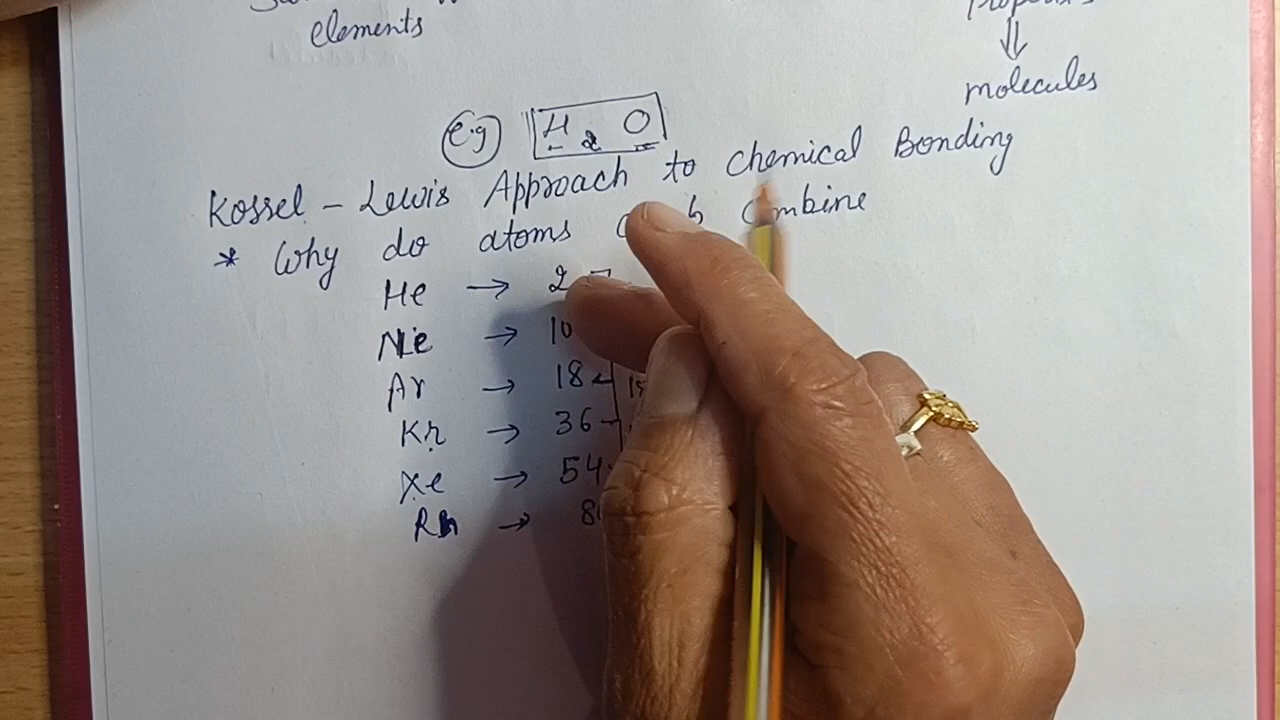 elements
molecules
e.g H2O
Kossel - Lewis Approach to Chemical Bonding
* Why do atoms combine
He → 2
Ne → 10
Ar → 18
Kr → 36
Xe → 54
Rn →